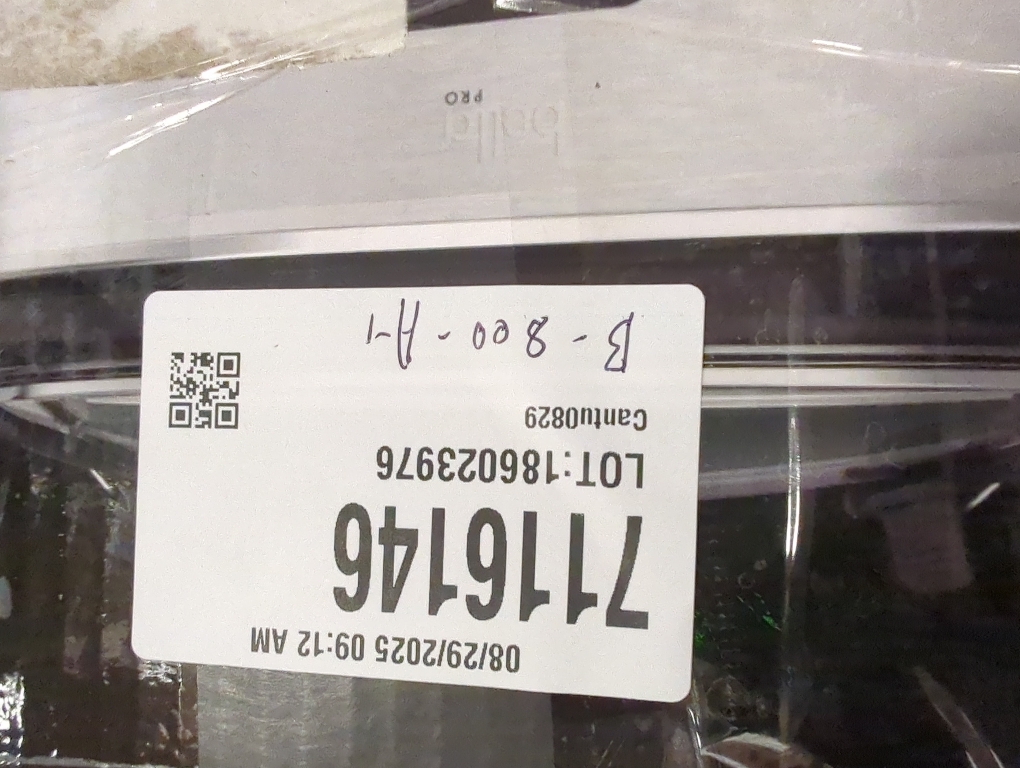 08/29/2025 09:12 AM
7116146
LOT:186023976
Cantu0829
B - 800 - A-1
bella
PRO